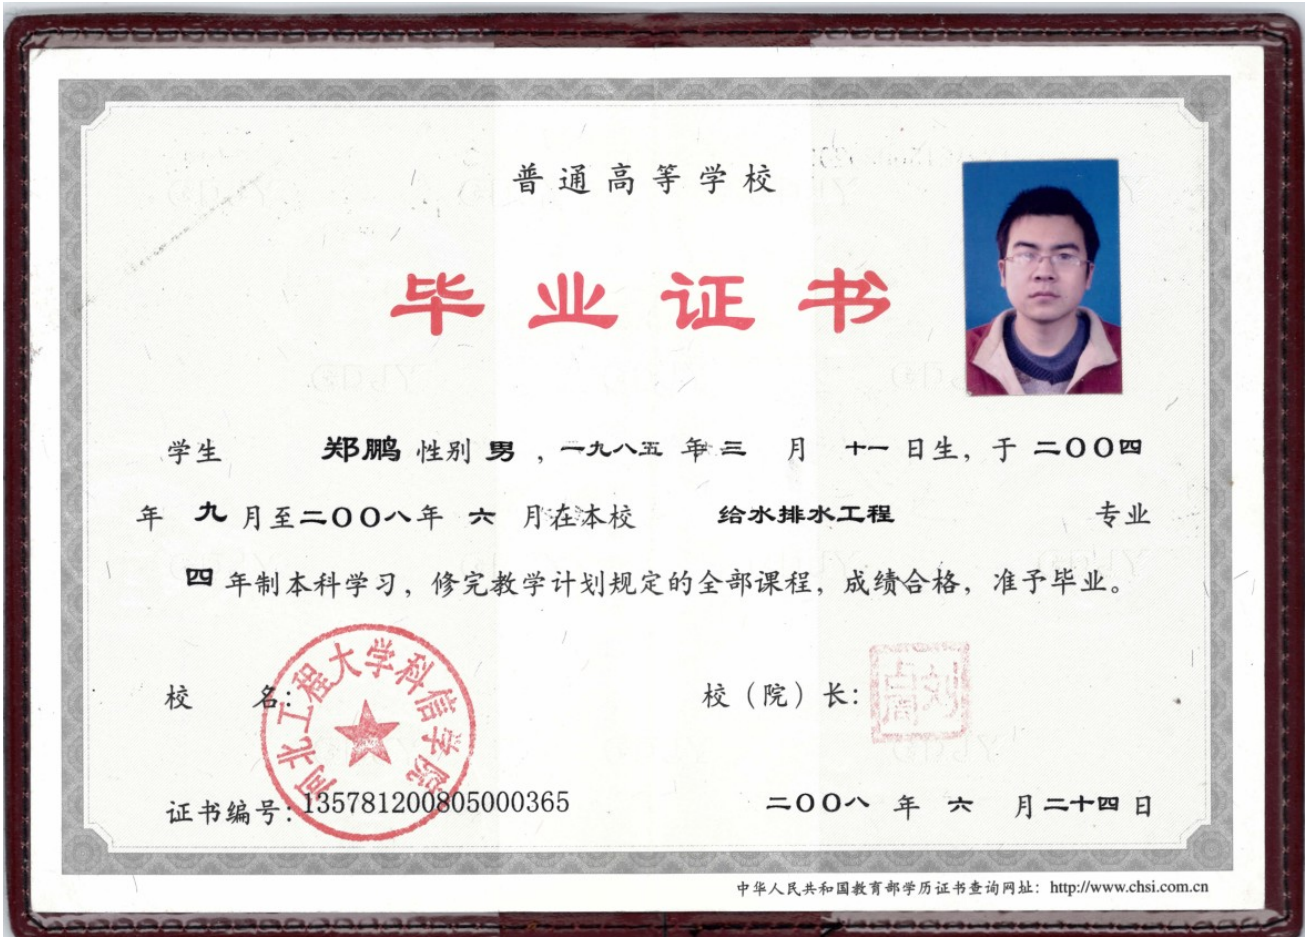 普通高等学校
毕业证书
学生 郑鹏 性别 男，一九八五 年 三 月 十一 日生，于 二〇〇四
年 九 月至 二〇〇八 年 六 月在本校 给水排水工程 专业
四 年制本科学习，修完教学计划规定的全部课程，成绩合格，准予毕业。
校 名：
河北工程大学科信学院
校（院）长：
证书编号：135781200805000365
二〇〇八 年 六 月 二十四 日
中华人民共和国教育部学历证书查询网址：http://www.chsi.com.cn